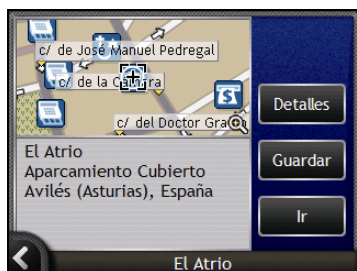 c/ de José Manuel Pedregal
c/ de la Cámara
c/ del Doctor Gra
Detalles
El Atrio
Aparcamiento Cubierto
Avilés (Asturias), España
Guardar
Ir
El Atrio